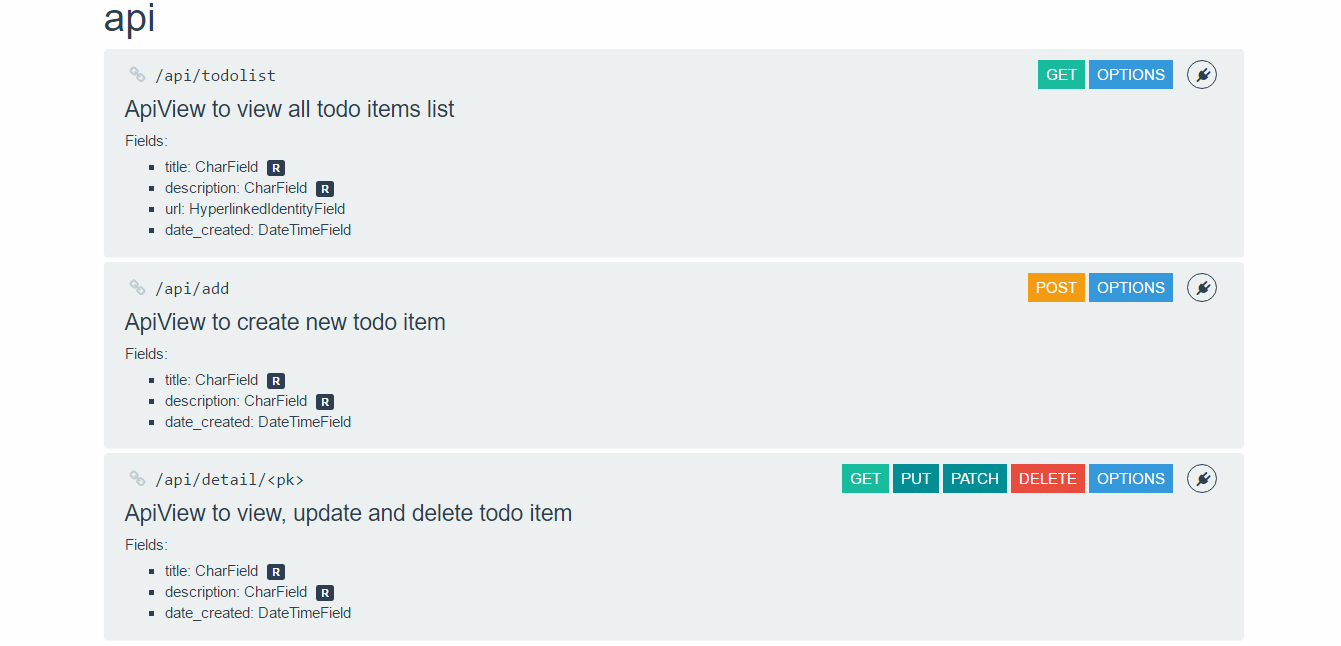 api
/api/todolist GET OPTIONS
ApiView to view all todo items list
Fields:
title: CharField R
description: CharField R
url: HyperlinkedIdentityField
date_created: DateTimeField
/api/add POST OPTIONS
ApiView to create new todo item
Fields:
title: CharField R
description: CharField R
date_created: DateTimeField
/api/detail/<pk> GET PUT PATCH DELETE OPTIONS
ApiView to view, update and delete todo item
Fields:
title: CharField R
description: CharField R
date_created: DateTimeField